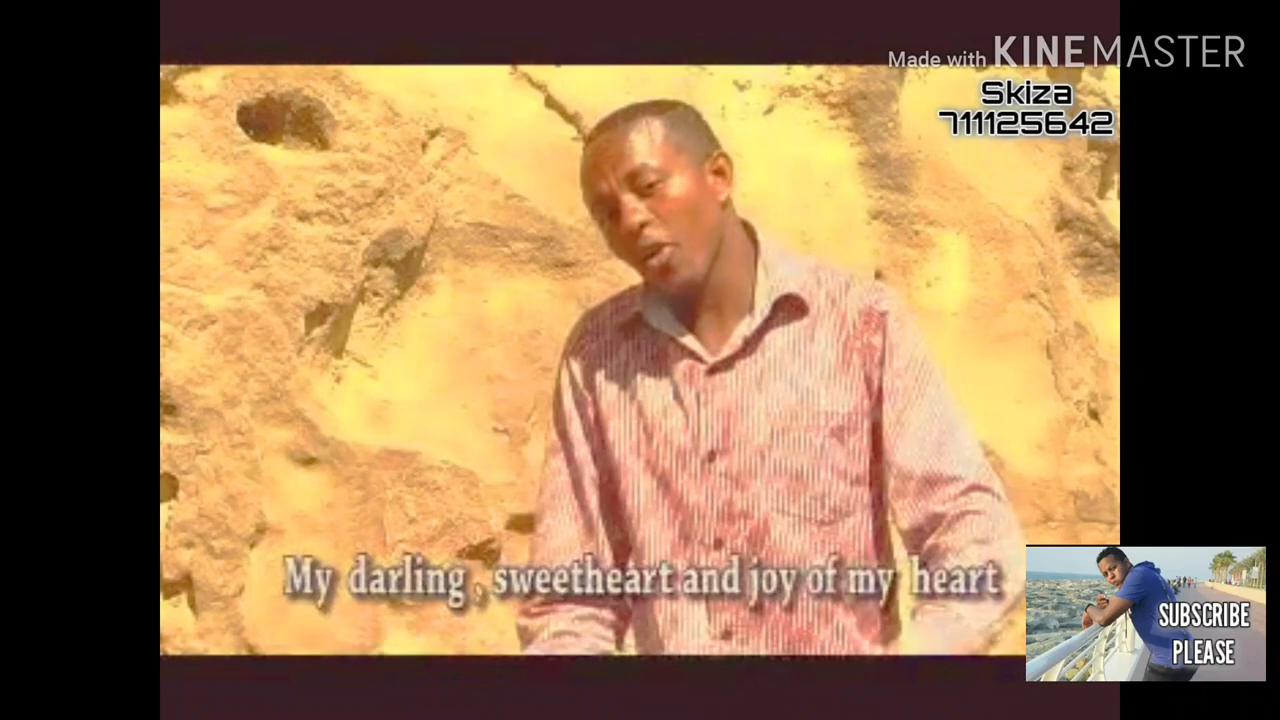 Made with KINEMASTER
Skiza
711125642
My darling , sweetheart and joy of my heart
SUBSCRIBE
PLEASE